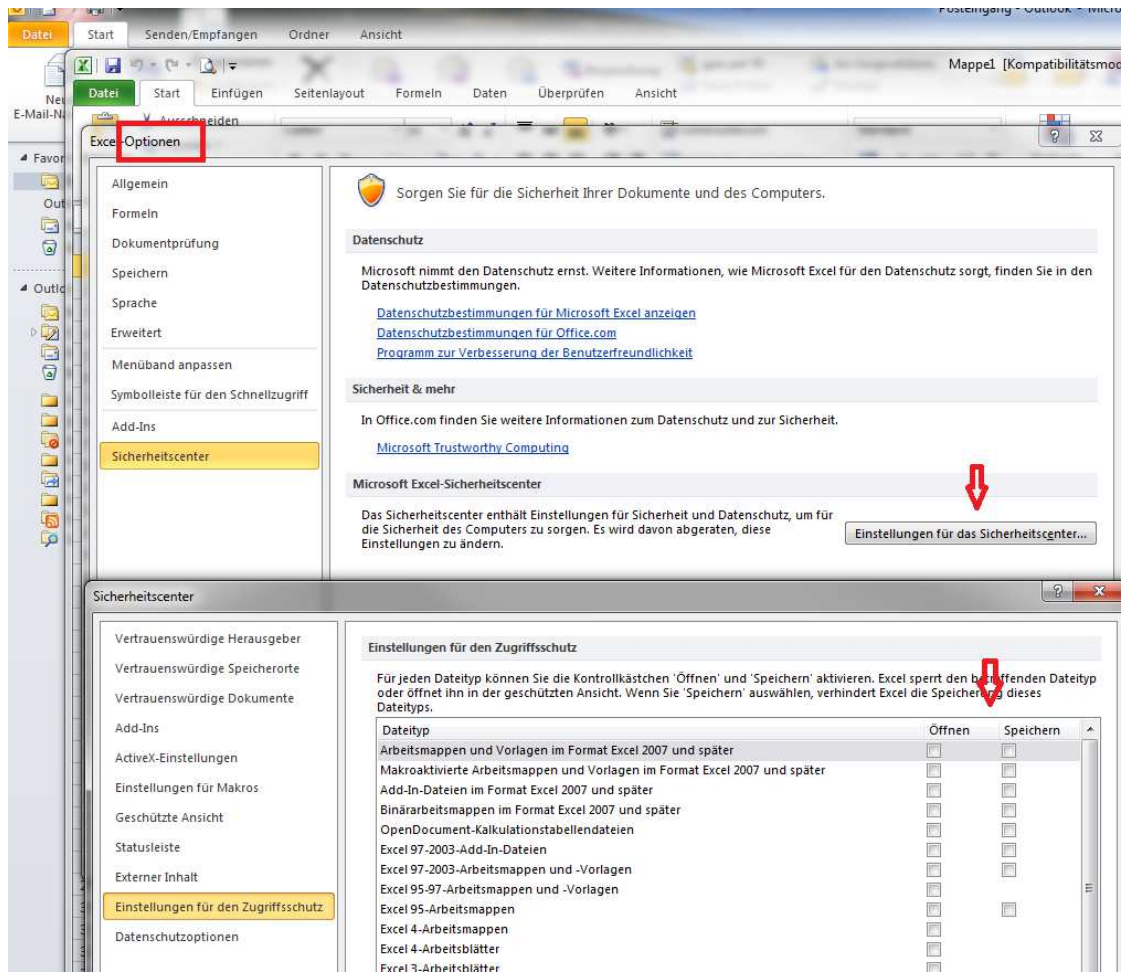 Posteingang - Outlook - Micro
Datei Start Senden/Empfangen Ordner Ansicht
Mappe1 [Kompatibilitätsmod
Datei Start Einfügen Seitenlayout Formeln Daten Überprüfen Ansicht
Neu
E-Mail-Na
Ausschneiden
Excel-Optionen
Favor
Out
Outlo
Allgemein
Formeln
Dokumentprüfung
Speichern
Sprache
Erweitert
Menüband anpassen
Symbolleiste für den Schnellzugriff
Add-Ins
Sicherheitscenter
Sorgen Sie für die Sicherheit Ihrer Dokumente und des Computers.
Datenschutz
Microsoft nimmt den Datenschutz ernst. Weitere Informationen, wie Microsoft Excel für den Datenschutz sorgt, finden Sie in den
Datenschutzbestimmungen.
Datenschutzbestimmungen für Microsoft Excel anzeigen
Datenschutzbestimmungen für Office.com
Programm zur Verbesserung der Benutzerfreundlichkeit
Sicherheit & mehr
In Office.com finden Sie weitere Informationen zum Datenschutz und zur Sicherheit.
Microsoft Trustworthy Computing
Microsoft Excel-Sicherheitscenter
Das Sicherheitscenter enthält Einstellungen für Sicherheit und Datenschutz, um für
die Sicherheit des Computers zu sorgen. Es wird davon abgeraten, diese
Einstellungen zu ändern.
Einstellungen für das Sicherheitscenter...
Sicherheitscenter
Vertrauenswürdige Herausgeber
Vertrauenswürdige Speicherorte
Vertrauenswürdige Dokumente
Add-Ins
ActiveX-Einstellungen
Einstellungen für Makros
Geschützte Ansicht
Statusleiste
Externer Inhalt
Einstellungen für den Zugriffsschutz
Datenschutzoptionen
Einstellungen für den Zugriffsschutz
Für jeden Dateityp können Sie die Kontrollkästchen 'Öffnen' und 'Speichern' aktivieren. Excel sperrt den betreffenden Dateityp
oder öffnet ihn in der geschützten Ansicht. Wenn Sie 'Speichern' auswählen, verhindert Excel die Speicherung dieses
Dateityps.
Dateityp Öffnen Speichern
Arbeitsmappen und Vorlagen im Format Excel 2007 und später
Makroaktivierte Arbeitsmappen und Vorlagen im Format Excel 2007 und später
Add-In-Dateien im Format Excel 2007 und später
Binärarbeitsmappen im Format Excel 2007 und später
OpenDocument-Kalkulationstabellendateien
Excel 97-2003-Add-In-Dateien
Excel 97-2003-Arbeitsmappen und -Vorlagen
Excel 95-97-Arbeitsmappen und -Vorlagen
Excel 95-Arbeitsmappen
Excel 4-Arbeitsmappen
Excel 4-Arbeitsblätter
Excel 3-Arbeitsblätter